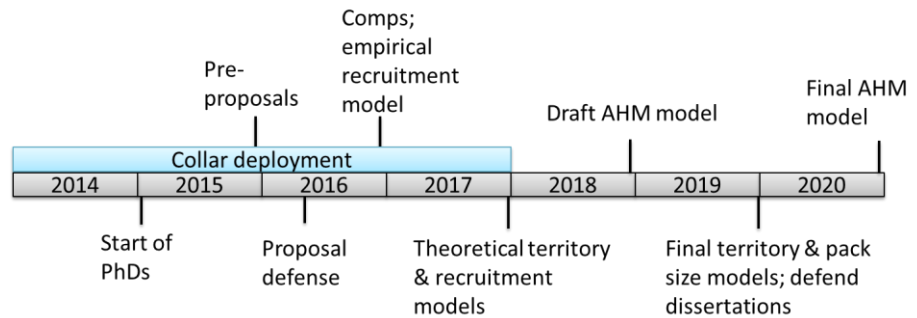 Comps;
empirical
recruitment
model
Pre-
proposals
Final AHM
model
Draft AHM model
Collar deployment
2014 2015 2016 2017 2018 2019 2020
Start of
PhDs
Proposal
defense
Theoretical territory
& recruitment
models
Final territory & pack
size models; defend
dissertations